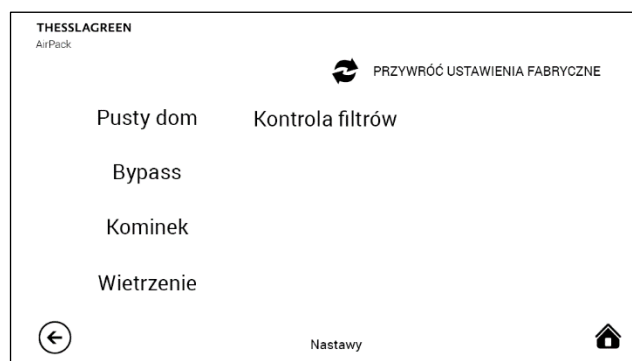 THESSLAGREEN
AirPack
PRZYWRÓĆ USTAWIENIA FABRYCZNE
Pusty dom Kontrola filtrów
Bypass
Kominek
Wietrzenie
Nastawy